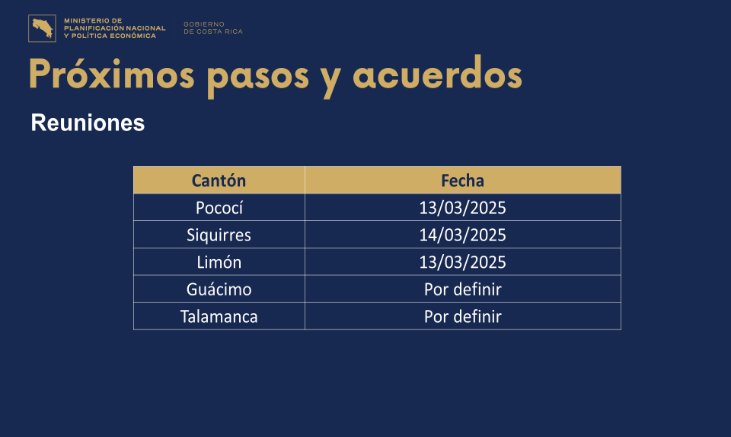 MINISTERIO DE
PLANIFICACIÓN NACIONAL
Y POLÍTICA ECONÓMICA
GOBIERNO
DE COSTA RICA
Próximos pasos y acuerdos
Reuniones
Cantón Fecha
Pococí 13/03/2025
Siquirres 14/03/2025
Limón 13/03/2025
Guácimo Por definir
Talamanca Por definir